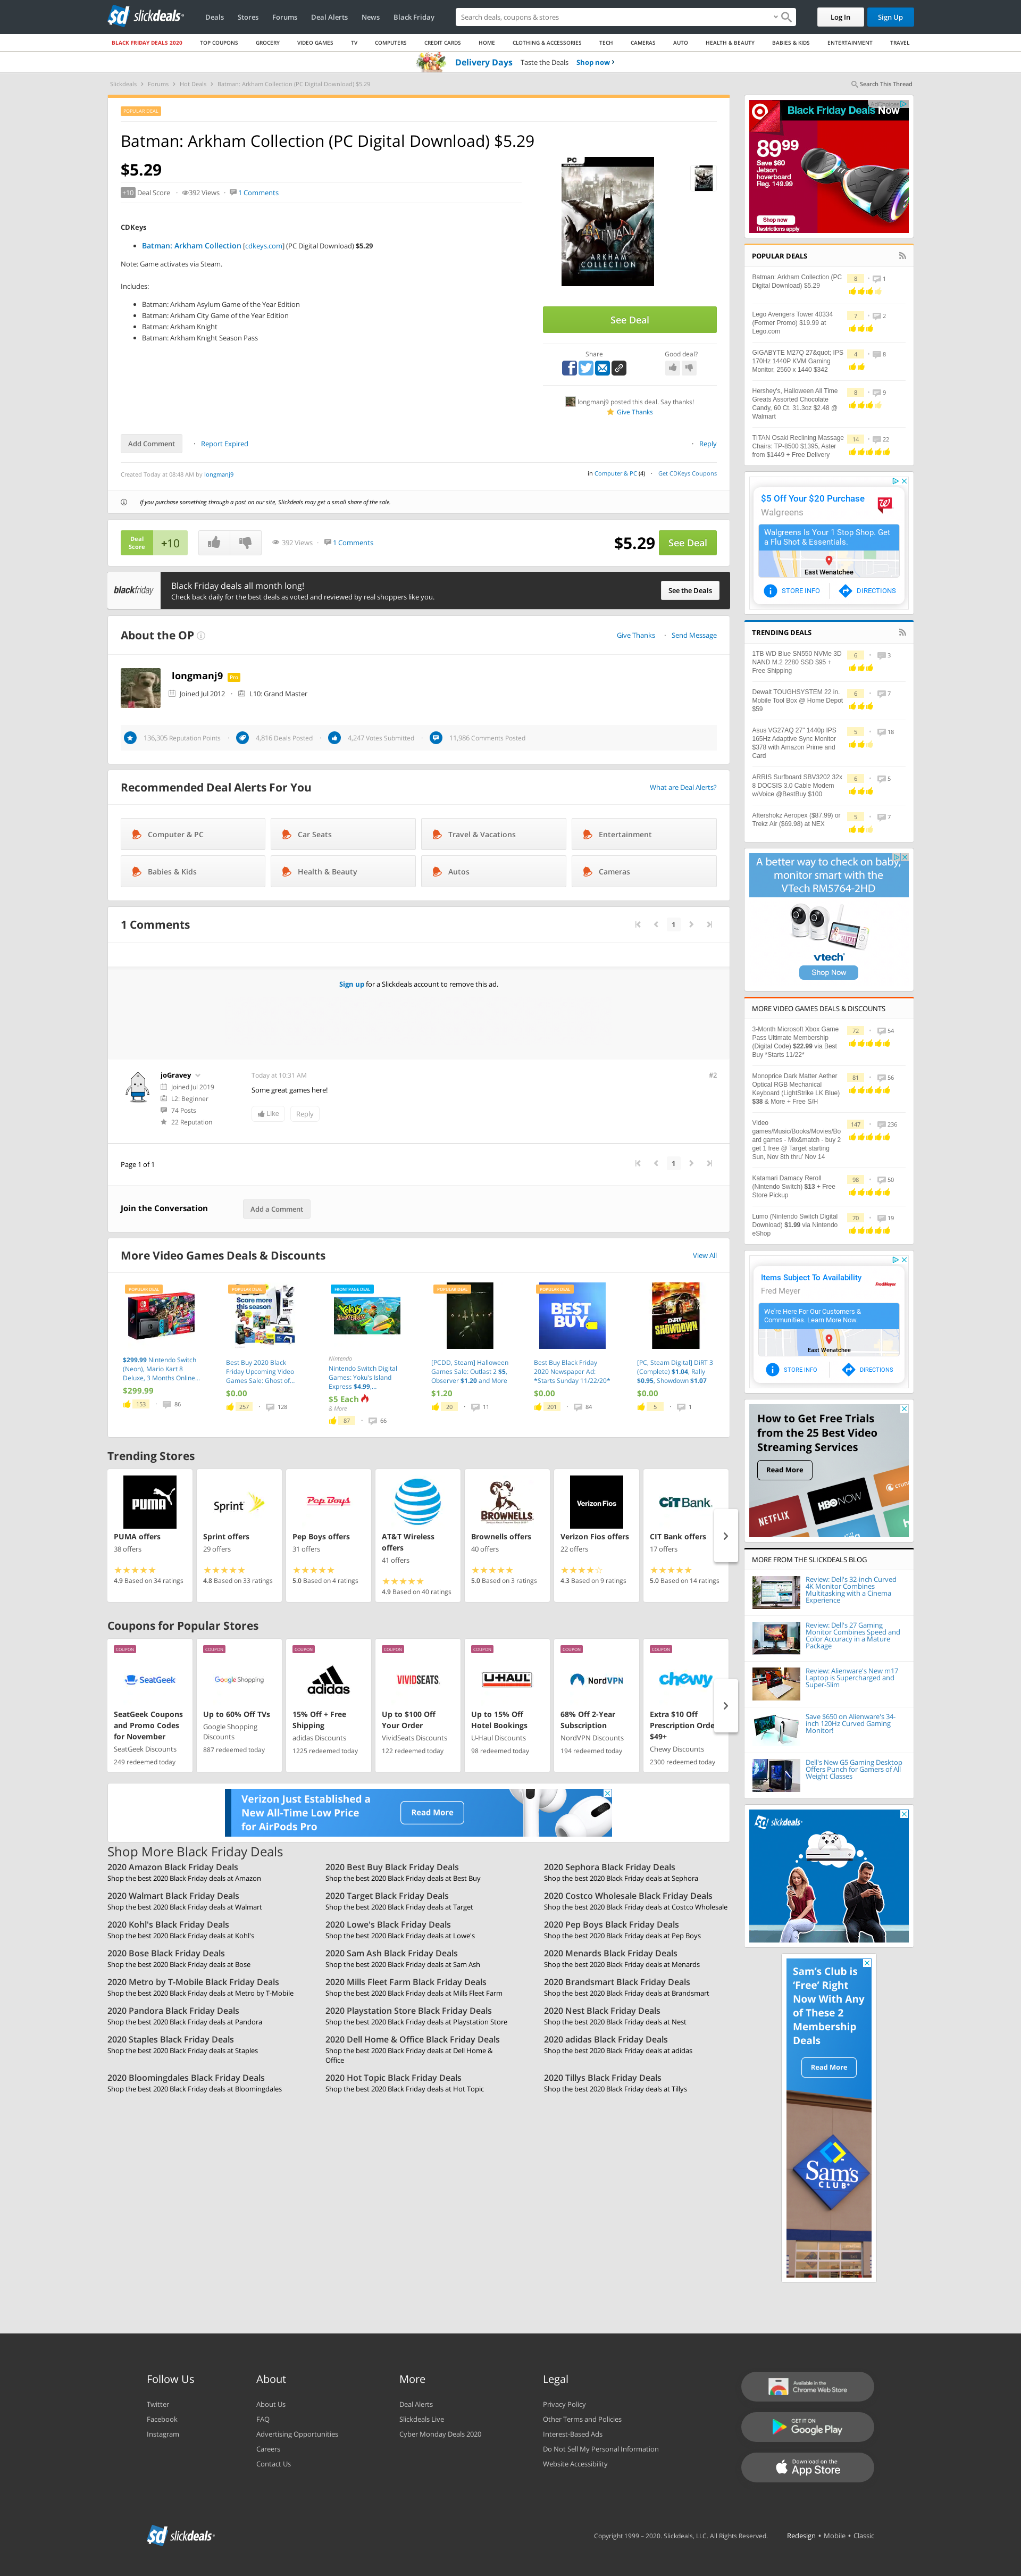 slickdeals
Deals
Stores
Forums
Deal Alerts
News
Black Friday
Search deals, coupons & stores
Log In
Sign Up
BLACK FRIDAY DEALS 2020
TOP COUPONS
GROCERY
VIDEO GAMES
TV
COMPUTERS
CREDIT CARDS
HOME
CLOTHING & ACCESSORIES
TECH
CAMERAS
AUTO
HEALTH & BEAUTY
BABIES & KIDS
ENTERTAINMENT
TRAVEL
Delivery Days Taste the Deals Shop now
Slickdeals Forums Hot Deals Batman: Arkham Collection (PC Digital Download) $5.29
Search This Thread
POPULAR DEAL
Batman: Arkham Collection (PC Digital Download) $5.29
$5.29
+10 Deal Score • 392 Views • 1 Comments
CDKeys
Batman: Arkham Collection [cdkeys.com] (PC Digital Download) $5.29
Note: Game activates via Steam.
Includes:
Batman: Arkham Asylum Game of the Year Edition
Batman: Arkham City Game of the Year Edition
Batman: Arkham Knight
Batman: Arkham Knight Season Pass
PC
BATMAN
ARKHAM
COLLECTION
See Deal
Share
Good deal?
longmanj9 posted this deal. Say thanks!
Give Thanks
Add Comment
Report Expired
Reply
Created Today at 08:48 AM by longmanj9
in Computer & PC (4) • Get CDKeys Coupons
If you purchase something through a post on our site, Slickdeals may get a small share of the sale.
Deal
Score
+10
392 Views • 1 Comments
$5.29
See Deal
blackfriday
Black Friday deals all month long!
Check back daily for the best deals as voted and reviewed by real shoppers like you.
See the Deals
About the OP
Give Thanks • Send Message
longmanj9 Pro
Joined Jul 2012 • L10: Grand Master
136,305 Reputation Points
4,816 Deals Posted
4,247 Votes Submitted
11,986 Comments Posted
Recommended Deal Alerts For You
What are Deal Alerts?
Computer & PC
Car Seats
Travel & Vacations
Entertainment
Babies & Kids
Health & Beauty
Autos
Cameras
1 Comments
1
Sign up for a Slickdeals account to remove this ad.
joGravey
Joined Jul 2019
L2: Beginner
74 Posts
22 Reputation
Today at 10:31 AM
#2
Some great games here!
Like
Reply
Page 1 of 1
1
Join the Conversation
Add a Comment
More Video Games Deals & Discounts
View All
POPULAR DEAL
$299.99 Nintendo Switch
(Neon), Mario Kart 8
Deluxe, 3 Months Online...
$299.99
153 • 86
POPULAR DEAL
Score more
this season
Best Buy 2020 Black
Friday Upcoming Video
Games Sale: Ghost of...
$0.00
257 • 128
FRONTPAGE DEAL
Nintendo
Nintendo Switch Digital
Games: Yoku's Island
Express $4.99,...
$5 Each
& More
87 • 66
POPULAR DEAL
[PCDD, Steam] Halloween
Games Sale: Outlast 2 $5,
Observer $1.20 and More
$1.20
20 • 11
POPULAR DEAL
BEST
BUY
Best Buy Black Friday
2020 Newspaper Ad:
*Starts Sunday 11/22/20*
$0.00
201 • 84
DiRT
SHOWDOWN
[PC, Steam Digital] DiRT 3
(Complete) $1.04, Rally
$0.95, Showdown $1.07
$0.00
5 • 1
Trending Stores
PUMA
PUMA offers
38 offers
4.9 Based on 34 ratings
Sprint
Sprint offers
29 offers
4.8 Based on 33 ratings
Pep Boys
Pep Boys offers
31 offers
5.0 Based on 4 ratings
AT&T Wireless
offers
41 offers
4.9 Based on 40 ratings
BROWNELLS
Brownells offers
40 offers
5.0 Based on 3 ratings
Verizon Fios
Verizon Fios offers
22 offers
4.3 Based on 9 ratings
CIT Bank
CIT Bank offers
17 offers
5.0 Based on 14 ratings
Coupons for Popular Stores
COUPON
SeatGeek
SeatGeek Coupons
and Promo Codes
for November
SeatGeek Discounts
249 redeemed today
COUPON
Google Shopping
Up to 60% Off TVs
Google Shopping
Discounts
887 redeemed today
COUPON
adidas
15% Off + Free
Shipping
adidas Discounts
1225 redeemed today
COUPON
VIVIDSEATS
Up to $100 Off
Your Order
VividSeats Discounts
122 redeemed today
COUPON
U-HAUL
Up to 15% Off
Hotel Bookings
U-Haul Discounts
98 redeemed today
COUPON
NordVPN
68% Off 2-Year
Subscription
NordVPN Discounts
194 redeemed today
COUPON
chewy
Extra $10 Off
Prescription Orde
$49+
Chewy Discounts
2300 redeemed today
Verizon Just Established a
New All-Time Low Price
for AirPods Pro
Read More
Shop More Black Friday Deals
2020 Amazon Black Friday Deals
Shop the best 2020 Black Friday deals at Amazon
2020 Best Buy Black Friday Deals
Shop the best 2020 Black Friday deals at Best Buy
2020 Sephora Black Friday Deals
Shop the best 2020 Black Friday deals at Sephora
2020 Walmart Black Friday Deals
Shop the best 2020 Black Friday deals at Walmart
2020 Target Black Friday Deals
Shop the best 2020 Black Friday deals at Target
2020 Costco Wholesale Black Friday Deals
Shop the best 2020 Black Friday deals at Costco Wholesale
2020 Kohl's Black Friday Deals
Shop the best 2020 Black Friday deals at Kohl's
2020 Lowe's Black Friday Deals
Shop the best 2020 Black Friday deals at Lowe's
2020 Pep Boys Black Friday Deals
Shop the best 2020 Black Friday deals at Pep Boys
2020 Bose Black Friday Deals
Shop the best 2020 Black Friday deals at Bose
2020 Sam Ash Black Friday Deals
Shop the best 2020 Black Friday deals at Sam Ash
2020 Menards Black Friday Deals
Shop the best 2020 Black Friday deals at Menards
2020 Metro by T-Mobile Black Friday Deals
Shop the best 2020 Black Friday deals at Metro by T-Mobile
2020 Mills Fleet Farm Black Friday Deals
Shop the best 2020 Black Friday deals at Mills Fleet Farm
2020 Brandsmart Black Friday Deals
Shop the best 2020 Black Friday deals at Brandsmart
2020 Pandora Black Friday Deals
Shop the best 2020 Black Friday deals at Pandora
2020 Playstation Store Black Friday Deals
Shop the best 2020 Black Friday deals at Playstation Store
2020 Nest Black Friday Deals
Shop the best 2020 Black Friday deals at Nest
2020 Staples Black Friday Deals
Shop the best 2020 Black Friday deals at Staples
2020 Dell Home & Office Black Friday Deals
Shop the best 2020 Black Friday deals at Dell Home &
Office
2020 adidas Black Friday Deals
Shop the best 2020 Black Friday deals at adidas
2020 Bloomingdales Black Friday Deals
Shop the best 2020 Black Friday deals at Bloomingdales
2020 Hot Topic Black Friday Deals
Shop the best 2020 Black Friday deals at Hot Topic
2020 Tillys Black Friday Deals
Shop the best 2020 Black Friday deals at Tillys
Black Friday Deals Now
89.99
Save $60
Jetson
hoverboard
Reg. 149.99
Shop now
Restrictions apply
POPULAR DEALS
Batman: Arkham Collection (PC
Digital Download) $5.29
8 • 1
Lego Avengers Tower 40334
(Former Promo) $19.99 at
Lego.com
7 • 2
GIGABYTE M27Q 27&quot; IPS
170Hz 1440P KVM Gaming
Monitor, 2560 x 1440 $342
4 • 8
Hershey's, Halloween All Time
Greats Assorted Chocolate
Candy, 60 Ct. 31.3oz $2.48 @
Walmart
8 • 9
TITAN Osaki Reclining Massage
Chairs: TP-8500 $1395, Aster
from $1449 + Free Delivery
14 • 22
$5 Off Your $20 Purchase
Walgreens
Walgreens Is Your 1 Stop Shop. Get
a Flu Shot & Essentials.
East Wenatchee
STORE INFO
DIRECTIONS
TRENDING DEALS
1TB WD Blue SN550 NVMe 3D
NAND M.2 2280 SSD $95 +
Free Shipping
6 • 3
Dewalt TOUGHSYSTEM 22 in.
Mobile Tool Box @ Home Depot
$59
6 • 7
Asus VG27AQ 27" 1440p IPS
165Hz Adaptive Sync Monitor
$379 with Amazon Prime and
Card
5 • 18
ARRIS Surfboard SBV3202 32x
8 DOCSIS 3.0 Cable Modem
w/Voice @BestBuy $100
6 • 5
Aftershokz Aeropex ($87.99) or
Trekz Air ($69.98) at NEX
5 • 7
A better way to check on baby,
monitor smart with the
VTech RM5764-2HD
vtech
Shop Now
MORE VIDEO GAMES DEALS & DISCOUNTS
3-Month Microsoft Xbox Game
Pass Ultimate Membership
(Digital Code) $22.99 via Best
Buy *Starts 11/22*
72 • 54
Monoprice Dark Matter Aether
Optical RGB Mechanical
Keyboard (LightStrike LK Blue)
$38 & More + Free S/H
81 • 56
Video
games/Music/Books/Movies/Bo
ard games - Mix&match - buy 2
get 1 free @ Target starting
Sun, Nov 8th thru' Nov 14
147 • 236
Katamari Damacy Reroll
(Nintendo Switch) $13 + Free
Store Pickup
98 • 50
Lumo (Nintendo Switch Digital
Download) $1.99 via Nintendo
eShop
70 • 19
Items Subject To Availability
Fred Meyer
We're Here For Our Customers &
Communities. Learn More Now.
East Wenatchee
STORE INFO
DIRECTIONS
How to Get Free Trials
from the 25 Best Video
Streaming Services
Read More
NETFLIX
HBO NOW
MORE FROM THE SLICKDEALS BLOG
Review: Dell's 32-inch Curved
4K Monitor Combines
Multitasking with a Cinema
Experience
Review: Dell's 27 Gaming
Monitor Combines Speed and
Color Accuracy in a Mature
Package
Review: Alienware's New m17
Laptop is Supercharged and
Super-Slim
Save $650 on Alienware's 34-
inch 120Hz Curved Gaming
Monitor!
Dell's New G5 Gaming Desktop
Offers Punch for Gamers of All
Weight Classes
slickdeals
Sam's Club is
'Free' Right
Now With Any
of These 2
Membership
Deals
Read More
Sam's
CLUB
Follow Us
Twitter
Facebook
Instagram
About
About Us
FAQ
Advertising Opportunities
Careers
Contact Us
More
Deal Alerts
Slickdeals Live
Cyber Monday Deals 2020
Legal
Privacy Policy
Other Terms and Policies
Interest-Based Ads
Do Not Sell My Personal Information
Website Accessibility
Available in the
Chrome Web Store
GET IT ON
Google Play
Download on the
App Store
slickdeals
Copyright 1999 – 2020. Slickdeals, LLC. All Rights Reserved.
Redesign • Mobile • Classic